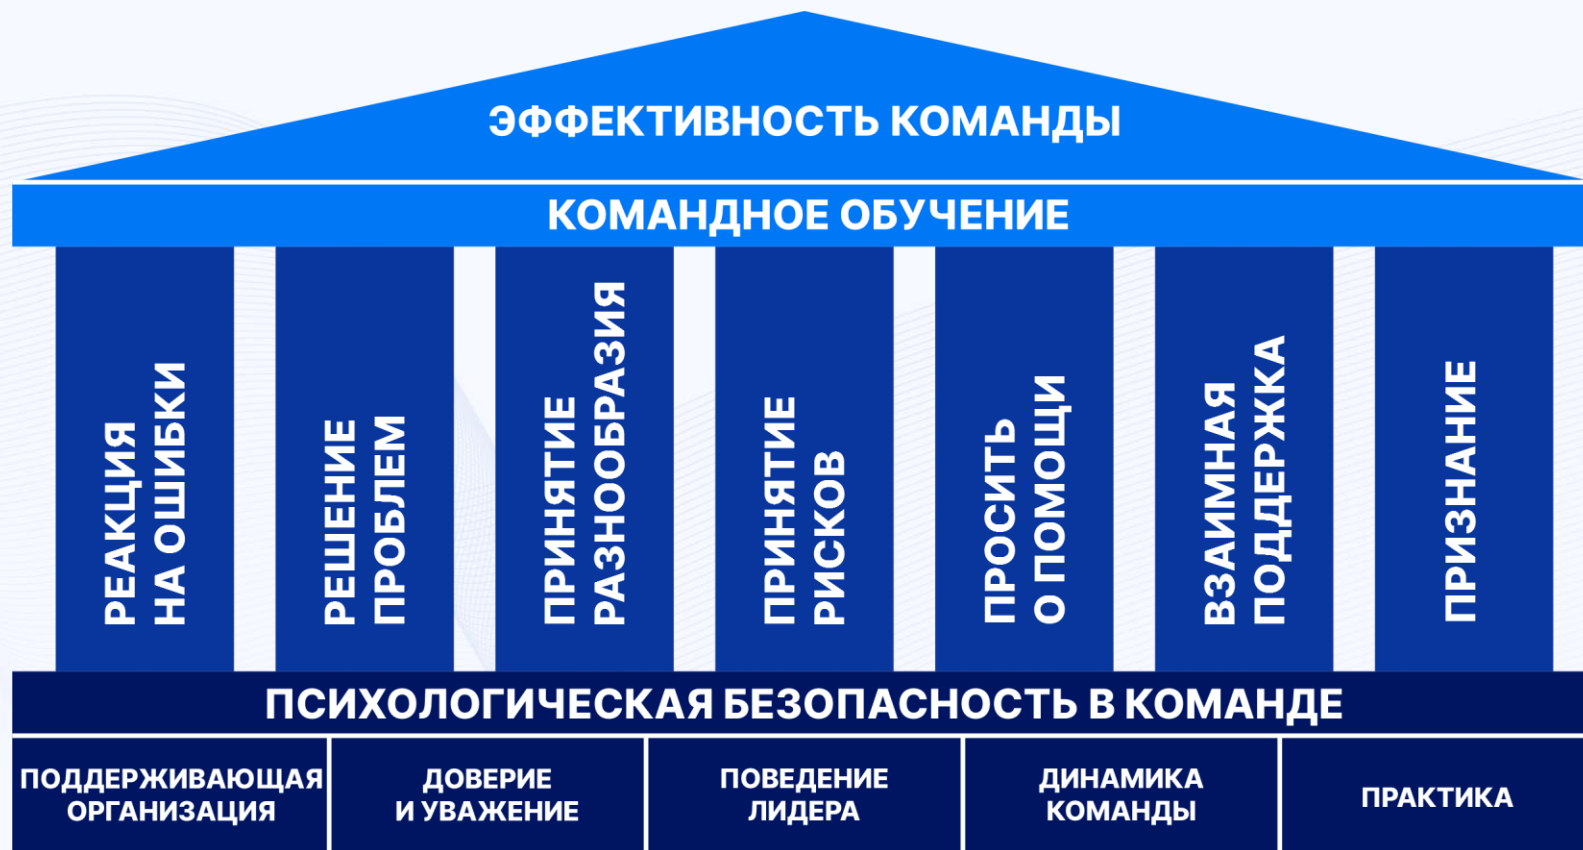 ЭФФЕКТИВНОСТЬ КОМАНДЫ
КОМАНДНОЕ ОБУЧЕНИЕ
РЕАКЦИЯ
НА ОШИБКИ
РЕШЕНИЕ
ПРОБЛЕМ
ПРИНЯТИЕ
РАЗНООБРАЗИЯ
ПРИНЯТИЕ
РИСКОВ
ПРОСИТЬ
О ПОМОЩИ
ВЗАИМНАЯ
ПОДДЕРЖКА
ПРИЗНАНИЕ
ПСИХОЛОГИЧЕСКАЯ БЕЗОПАСНОСТЬ В КОМАНДЕ
ПОДДЕРЖИВАЮЩАЯ
ОРГАНИЗАЦИЯ
ДОВЕРИЕ
И УВАЖЕНИЕ
ПОВЕДЕНИЕ
ЛИДЕРА
ДИНАМИКА
КОМАНДЫ
ПРАКТИКА